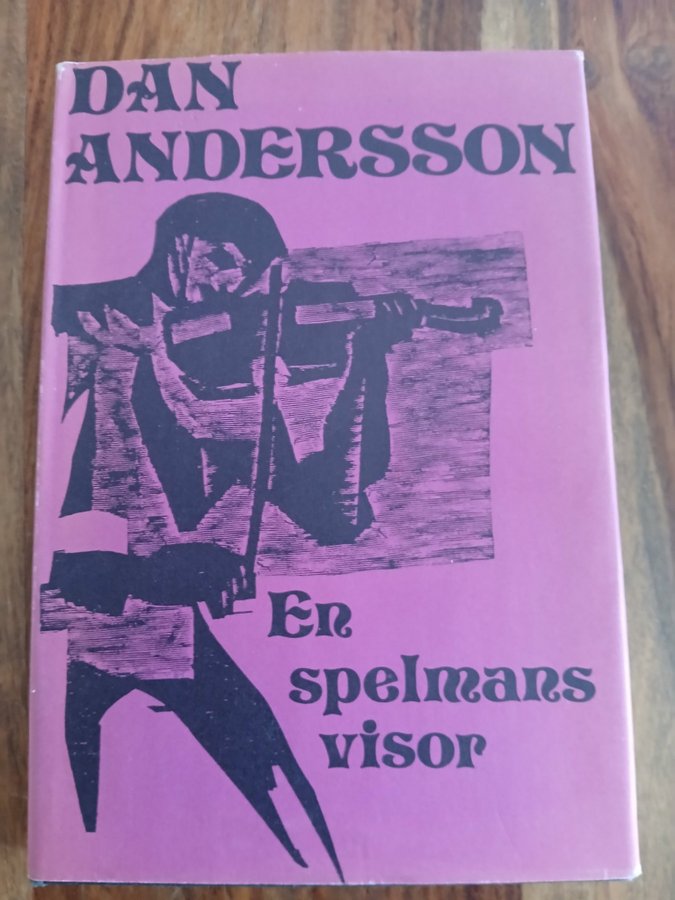 DAN
ANDERSSON
En
spelmans
visor